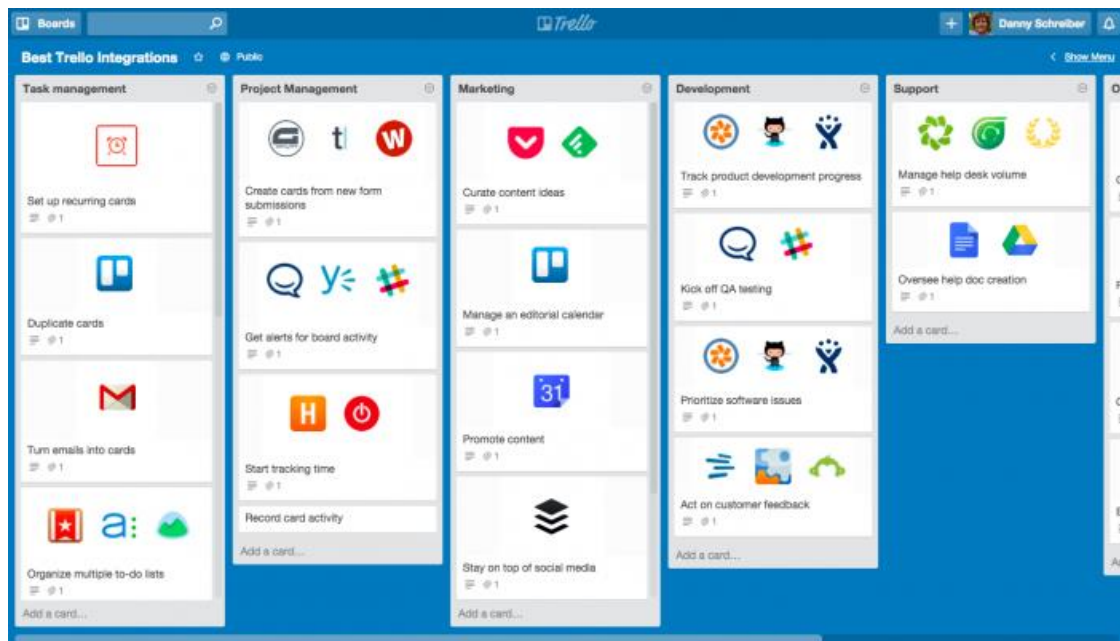 Boards
Trello
Danny Schreiber
Best Trello Integrations
Public
Show Menu
Task management
Set up recurring cards
1
Duplicate cards
1
Turn emails into cards
1
a:
Organize multiple to-do lists
1
Add a card...
Project Management
G t W
Create cards from new form
submissions
1
Get alerts for board activity
1
H
Start tracking time
1
Record card activity
Add a card...
Marketing
Curate content ideas
1
Manage an editorial calendar
1
31
Promote content
1
Stay on top of social media
1
Add a card...
Development
Track product development progress
1
Kick off QA testing
1
Prioritize software issues
1
Act on customer feedback
1
Add a card...
Support
Manage help desk volume
1
Oversee help doc creation
1
Add a card...